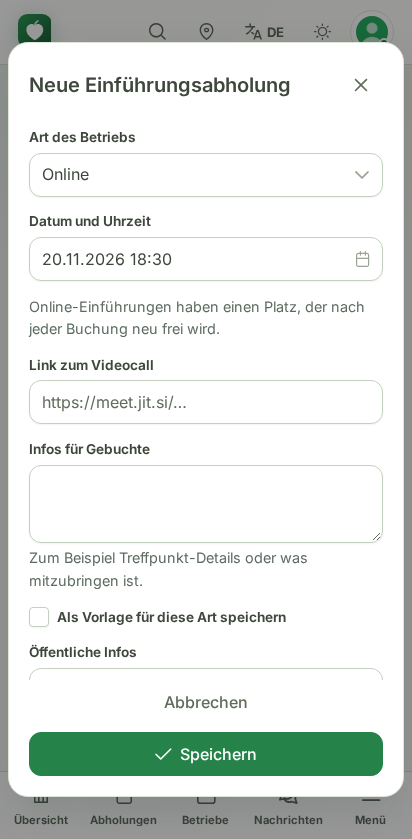 DE
Neue Einführungsabholung
Art des Betriebs
Online
Datum und Uhrzeit
20.11.2026 18:30
Online-Einführungen haben einen Platz, der nach
jeder Buchung neu frei wird.
Link zum Videocall
https://meet.jit.si/...
Infos für Gebuchte
Zum Beispiel Treffpunkt-Details oder was
mitzubringen ist.
Als Vorlage für diese Art speichern
Öffentliche Infos
Abbrechen
Speichern
Übersicht Abholungen Betriebe Nachrichten Menü